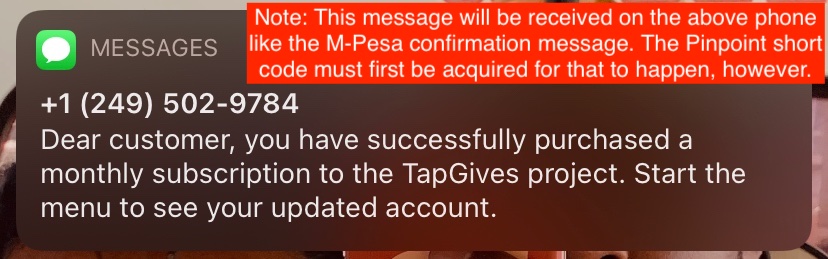 Note: This message will be received on the above phone
like the M-Pesa confirmation message. The Pinpoint short
code must first be acquired for that to happen, however.
MESSAGES
+1 (249) 502-9784
Dear customer, you have successfully purchased a
monthly subscription to the TapGives project. Start the
menu to see your updated account.